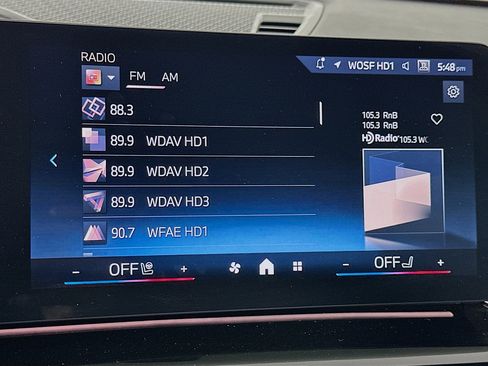 RADIO
WOSF HD1 5:48 pm
FM AM
88.3
89.9 WDAV HD1
89.9 WDAV HD2
89.9 WDAV HD3
90.7 WFAE HD1
105.3 RnB
105.3 RnB
HD Radio 105.3 WO
− OFF +
− OFF +